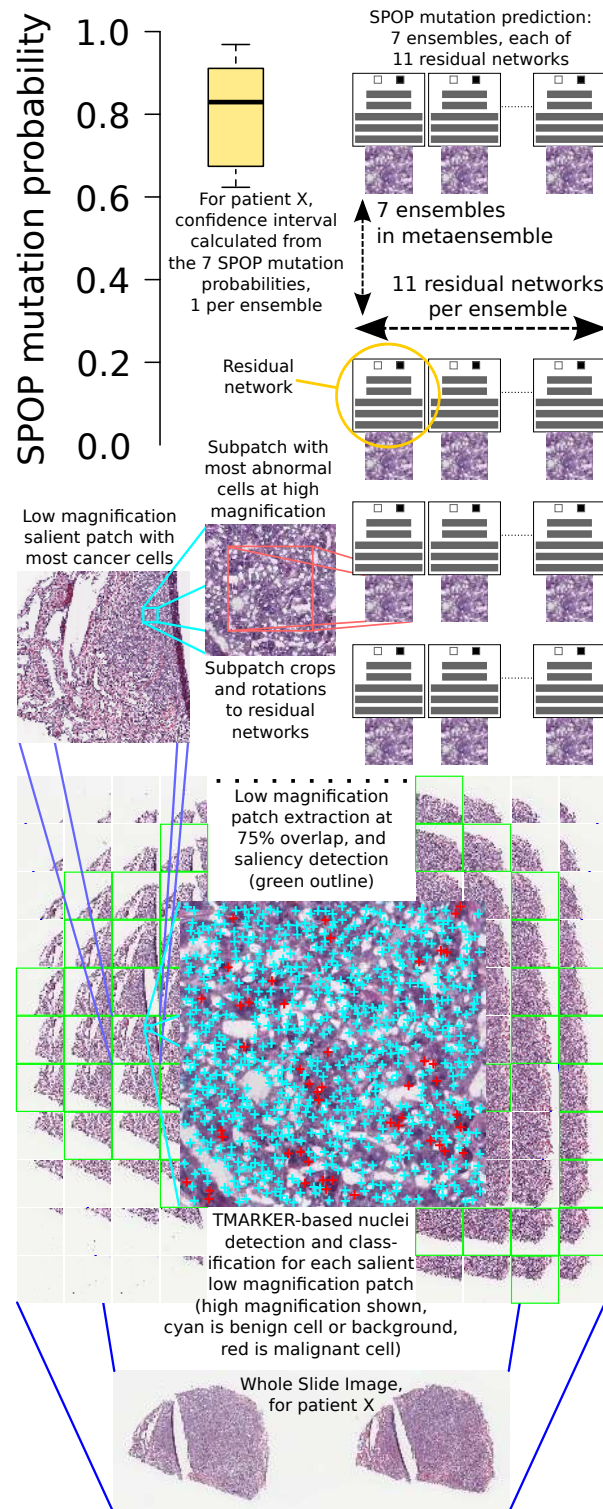 SPOP mutation probability
1.0
0.8
0.6
0.4
0.2
0.0
For patient X,
confidence interval
calculated from
the 7 SPOP mutation
probabilities,
1 per ensemble
SPOP mutation prediction:
7 ensembles, each of
11 residual networks
7 ensembles
in metaensemble
11 residual networks
per ensemble
Residual
network
Subpatch with
most abnormal
cells at high
magnification
Low magnification
salient patch with
most cancer cells
Subpatch crops
and rotations
to residual
networks
Low magnification
patch extraction at
75% overlap, and
saliency detection
(green outline)
TMARKER-based nuclei
detection and class-
ification for each salient
low magnification patch
(high magnification shown,
cyan is benign cell or background,
red is malignant cell)
Whole Slide Image,
for patient X